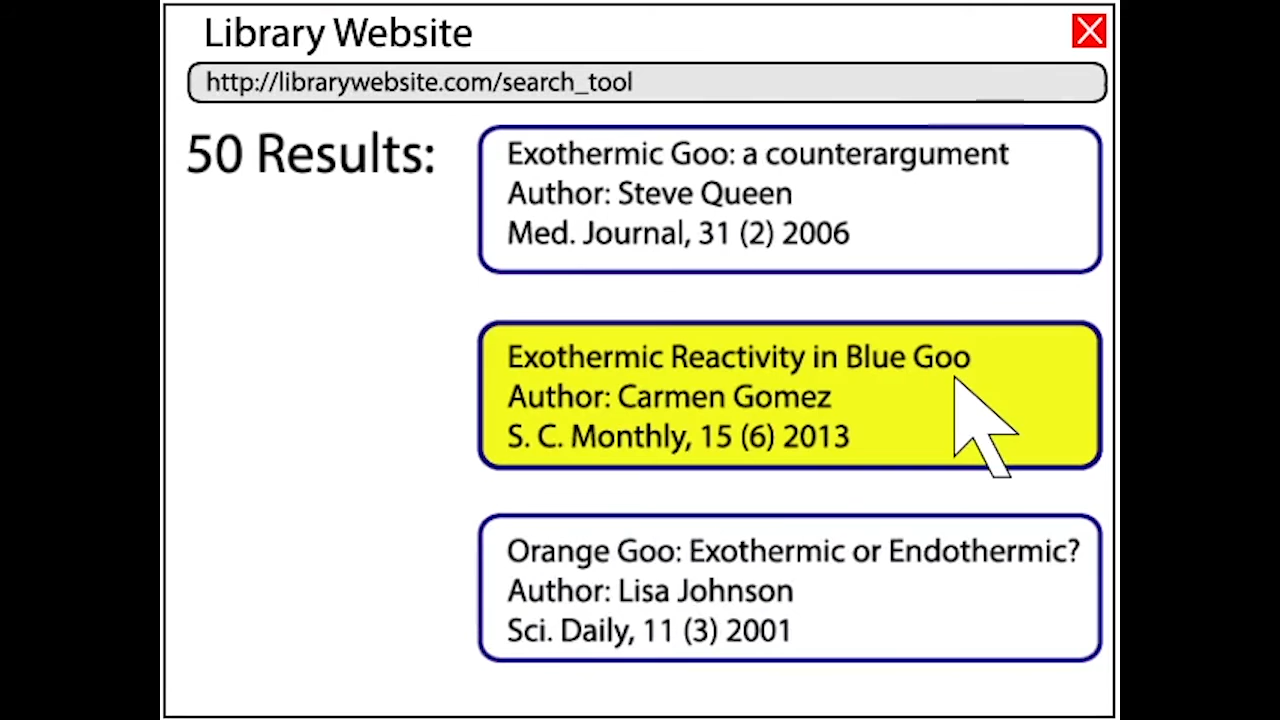 Library Website
http://librarywebsite.com/search_tool
50 Results:
Exothermic Goo: a counterargument
Author: Steve Queen
Med. Journal, 31 (2) 2006
Exothermic Reactivity in Blue Goo
Author: Carmen Gomez
S. C. Monthly, 15 (6) 2013
Orange Goo: Exothermic or Endothermic?
Author: Lisa Johnson
Sci. Daily, 11 (3) 2001